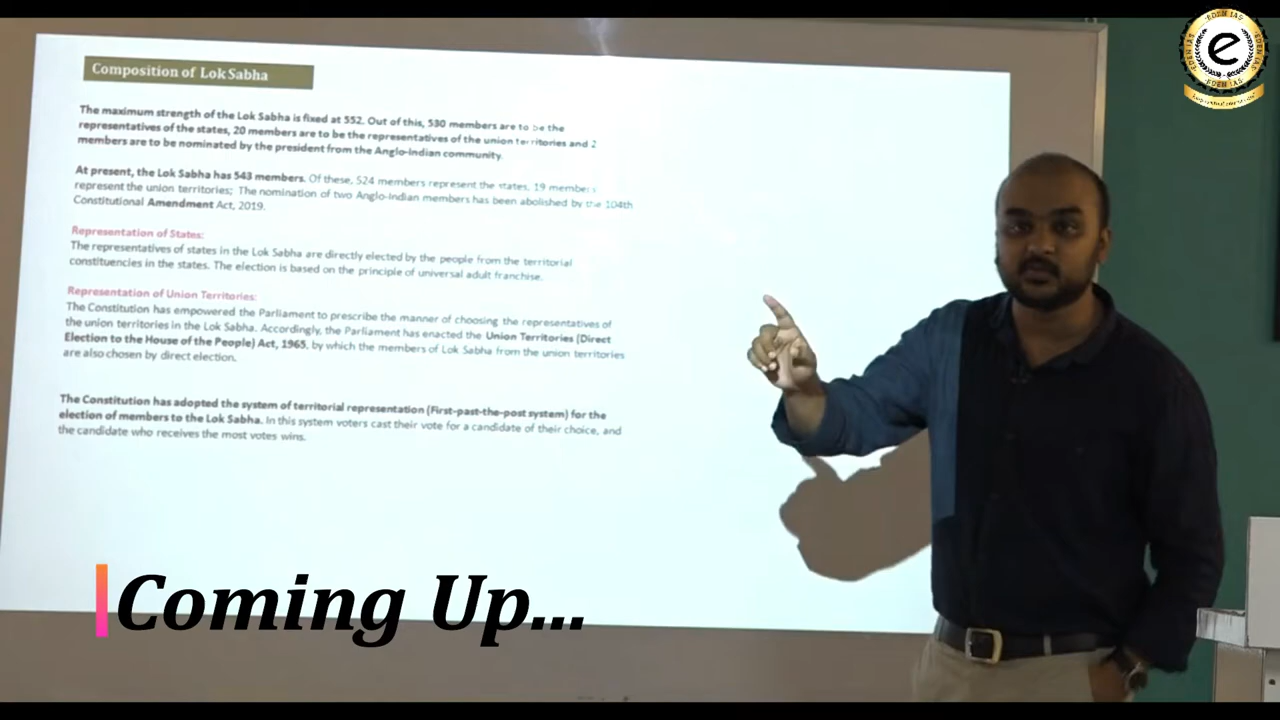 Composition of Lok Sabha
The maximum strength of the Lok Sabha is fixed at 552. Out of this, 530 members are to be the
representatives of the states, 20 members are to be the representatives of the union territories and 2
members are to be nominated by the president from the Anglo-Indian community.
At present, the Lok Sabha has 543 members. Of these, 524 members represent the states, 19 members
represent the union territories; The nomination of two Anglo-Indian members has been abolished by the 104th
Constitutional Amendment Act, 2019.
Representation of States:
The representatives of states in the Lok Sabha are directly elected by the people from the territorial
constituencies in the states. The election is based on the principle of universal adult franchise.
Representation of Union Territories:
The Constitution has empowered the Parliament to prescribe the manner of choosing the representatives of
the union territories in the Lok Sabha. Accordingly, the Parliament has enacted the Union Territories (Direct
Election to the House of the People) Act, 1965, by which the members of Lok Sabha from the union territories
are also chosen by direct election.
The Constitution has adopted the system of territorial representation (First-past-the-post system) for the
election of members to the Lok Sabha. In this system voters cast their vote for a candidate of their choice, and
the candidate who receives the most votes wins.
Coming Up...
EDEN IAS
e
EDEN IAS
EDEN IAS
EDEN IAS